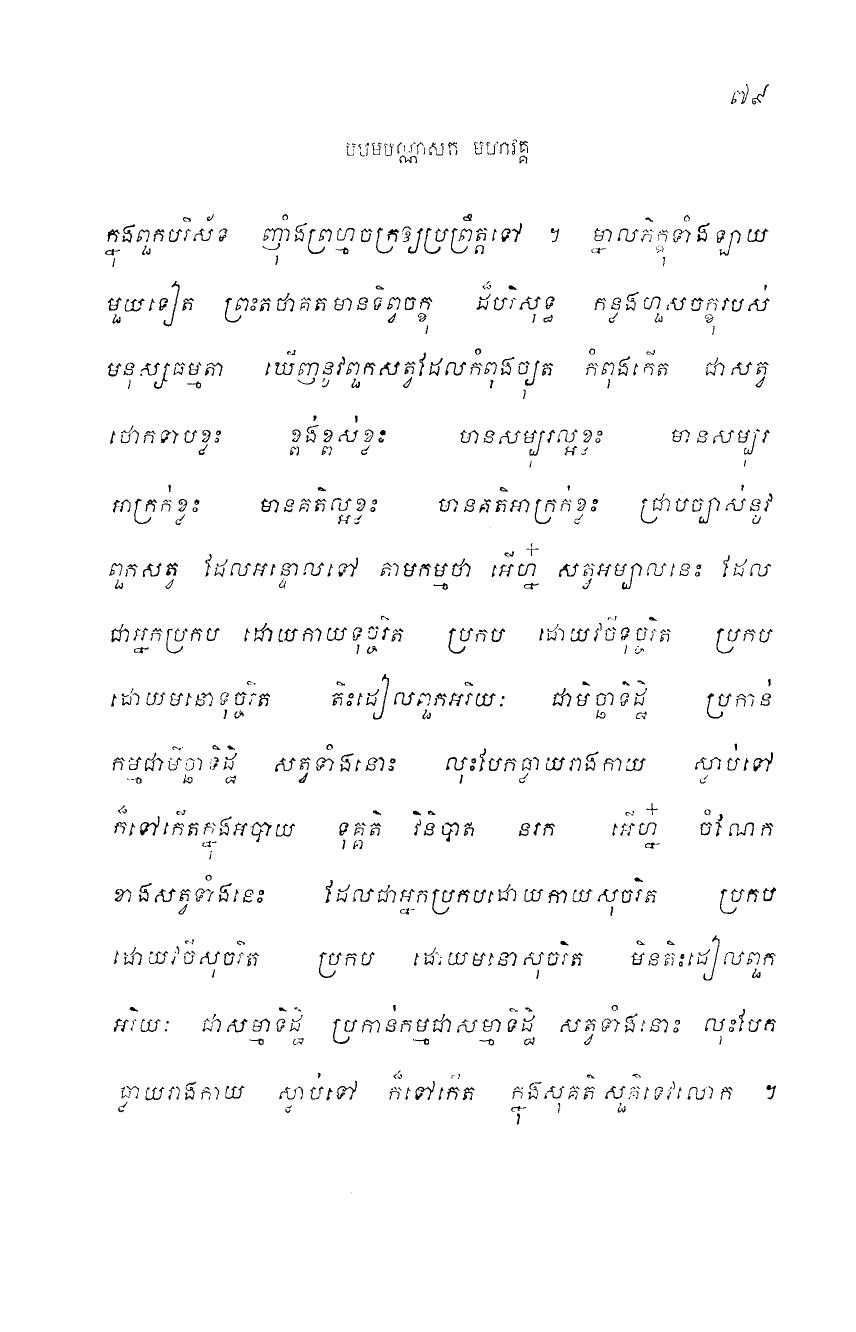 ៧៩
បឋមបណ្ណាសក មហាវគ្គ
ក្នុងពួកបរិស័ទ ញុំាងព្រហ្មចក្រឲ្យប្រព្រឹត្តទៅ ។ ម្នាលភិក្ខុទាំងឡាយ
មួយទៀត ព្រះតថាគតមានទិព្វចក្ខុ ដ៏បរិសុទ្ធ កន្លងហួសចក្ខុរបស់
មនុស្សធម្មតា ឃើញនូវពួកសត្វដែលកំពុងច្យុត កំពុងកើត ជាសត្វ
ថោកទាបខ្លះ ខ្ពង់ខ្ពស់ខ្លះ មានសម្បុរល្អខ្លះ មានសម្បុរ
អាក្រក់ខ្លះ មានគតិល្អខ្លះ មានគតិអាក្រក់ខ្លះ ជ្រាបច្បាស់នូវ
ពួកសត្វ ដែលអន្ទោលទៅ តាមកម្មថា អើហ្ន៎ សត្វអម្បាលនេះ ដែល
ជាអ្នកប្រកប ដោយកាយទុច្ចរិត ប្រកប ដោយវចីទុច្ចរិត ប្រកប
ដោយមនោទុច្ចរិត តិះដៀលពួកអរិយៈ ជាមិច្ឆាទិដ្ឋិ ប្រកាន់
កម្មជាមិច្ឆាទិដ្ឋិ សត្វទាំងនោះ លុះបែកធ្លាយរាងកាយ ស្លាប់ទៅ
ក៏ទៅកើតក្នុងអបាយ ទុគ្គតិ វិនិបាត នរក អើហ្ន៎ ចំណែក
ខាងសត្វទាំងនេះ ដែលជាអ្នកប្រកបដោយកាយសុចរិត ប្រកប
ដោយវចីសុចរិត ប្រកប ដោយមនោសុចរិត មិនតិះដៀលពួក
អរិយៈ ជាសម្មាទិដ្ឋិ ប្រកាន់កម្មជាសម្មាទិដ្ឋិ សត្វទាំងនោះ លុះបែក
ធ្លាយរាងកាយ ស្លាប់ទៅ ក៏ទៅកើត ក្នុងសុគតិ សួគ៌ទេវលោក ។